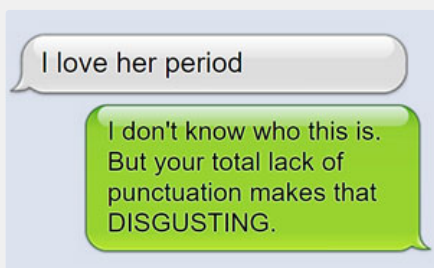 I love her period
I don't know who this is.
But your total lack of
punctuation makes that
DISGUSTING.